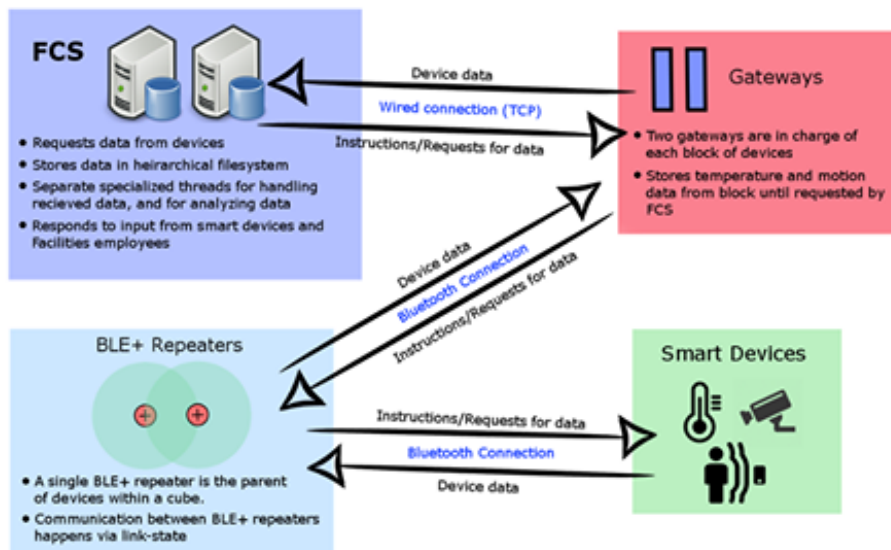 FCS
Requests data from devices
Stores data in heirarchical filesystem
Separate specialized threads for handling
recieved data, and for analyzing data
Responds to input from smart devices and
Facilities employees
Device data
Wired connection (TCP)
Instructions/Requests for data
Gateways
Two gateways are in charge of
each block of devices
Stores temperature and motion
data from block until requested by
FCS
Device data
Bluetooth Connection
Instructions/Requests for data
BLE+ Repeaters
A single BLE+ repeater is the parent
of devices within a cube.
Communication between BLE+ repeaters
happens via link-state
Instructions/Requests for data
Bluetooth Connection
Device data
Smart Devices